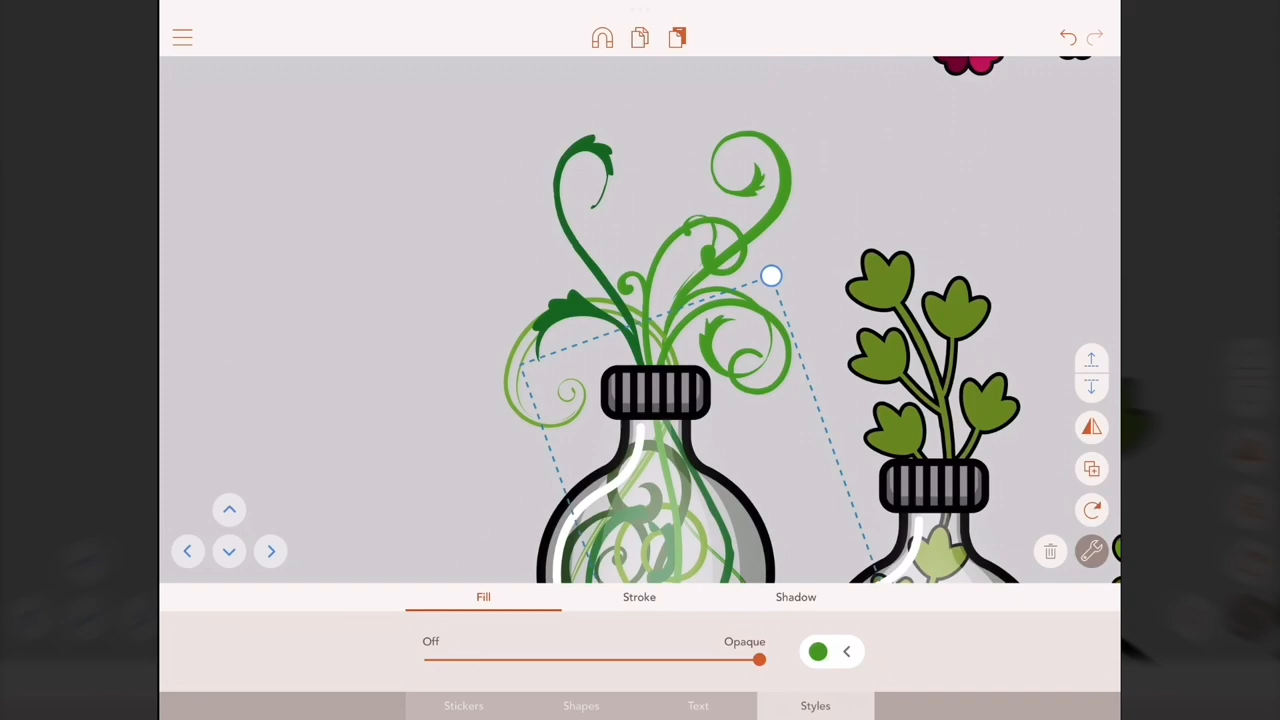 Fill
Stroke
Shadow
Off
Opaque
Stickers
Shapes
Text
Styles